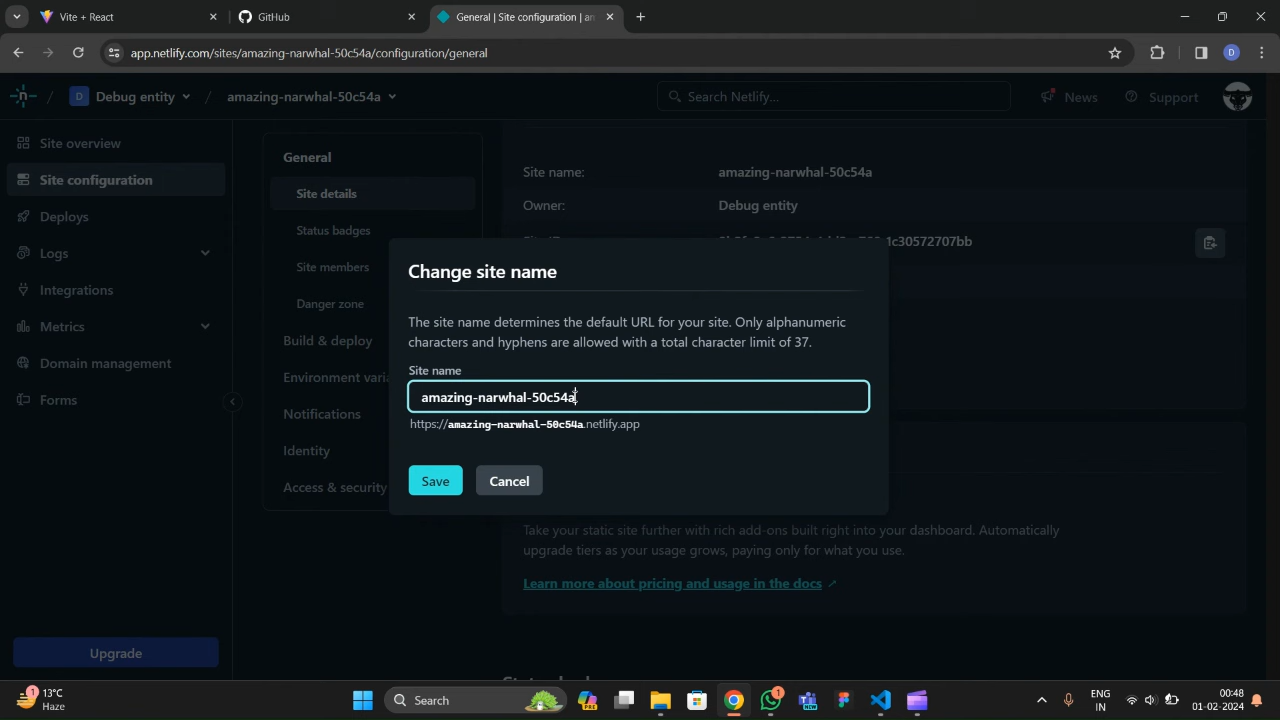 Vite + React
GitHub
General | Site configuration | am
app.netlify.com/sites/amazing-narwhal-50c54a/configuration/general
D
n / D Debug entity / amazing-narwhal-50c54a
Search Netlify...
News
Support
Site overview
Site configuration
Deploys
Logs
Integrations
Metrics
Domain management
Forms
Upgrade
General
Site details
Status badges
Site members
Danger zone
Build & deploy
Environment varia
Notifications
Identity
Access & security
Site name: amazing-narwhal-50c54a
Owner: Debug entity
1c30572707bb
Change site name
The site name determines the default URL for your site. Only alphanumeric
characters and hyphens are allowed with a total character limit of 37.
Site name
amazing-narwhal-50c54a
https://amazing-narwhal-50c54a.netlify.app
Save Cancel
Take your static site further with rich add-ons built right into your dashboard. Automatically
upgrade tiers as your usage grows, paying only for what you use.
Learn more about pricing and usage in the docs
1
13°C
Haze
Search
PRE
1
ENG
IN
00:48
01-02-2024